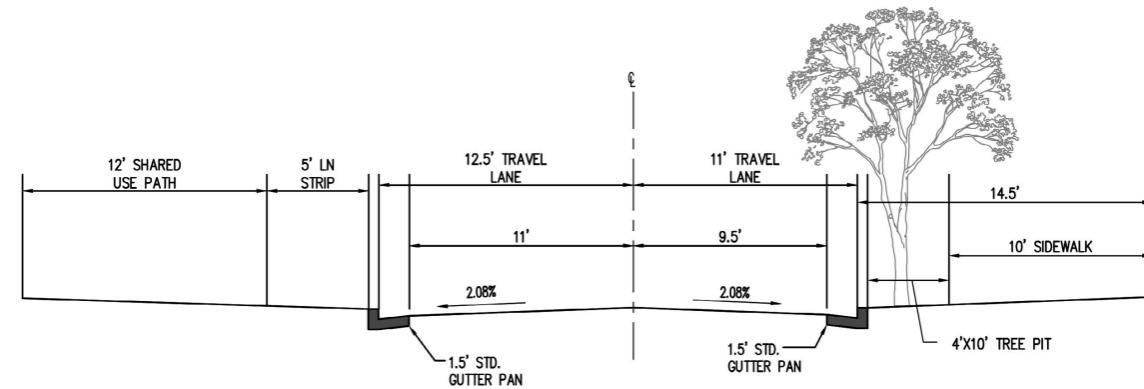 ℄
12' SHARED
USE PATH
5' LN
STRIP
12.5' TRAVEL
LANE
11' TRAVEL
LANE
14.5'
11'
9.5'
10' SIDEWALK
2.08%
2.08%
1.5' STD.
GUTTER PAN
1.5' STD.
GUTTER PAN
4'X10' TREE PIT